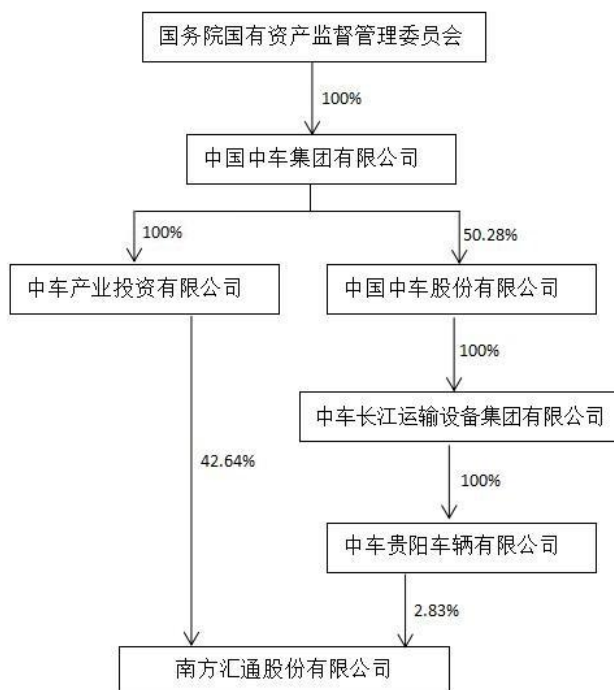 国务院国有资产监督管理委员会
100%
中国中车集团有限公司
100%
50.28%
中车产业投资有限公司
中国中车股份有限公司
100%
中车长江运输设备集团有限公司
42.64%
100%
中车贵阳车辆有限公司
2.83%
南方汇通股份有限公司